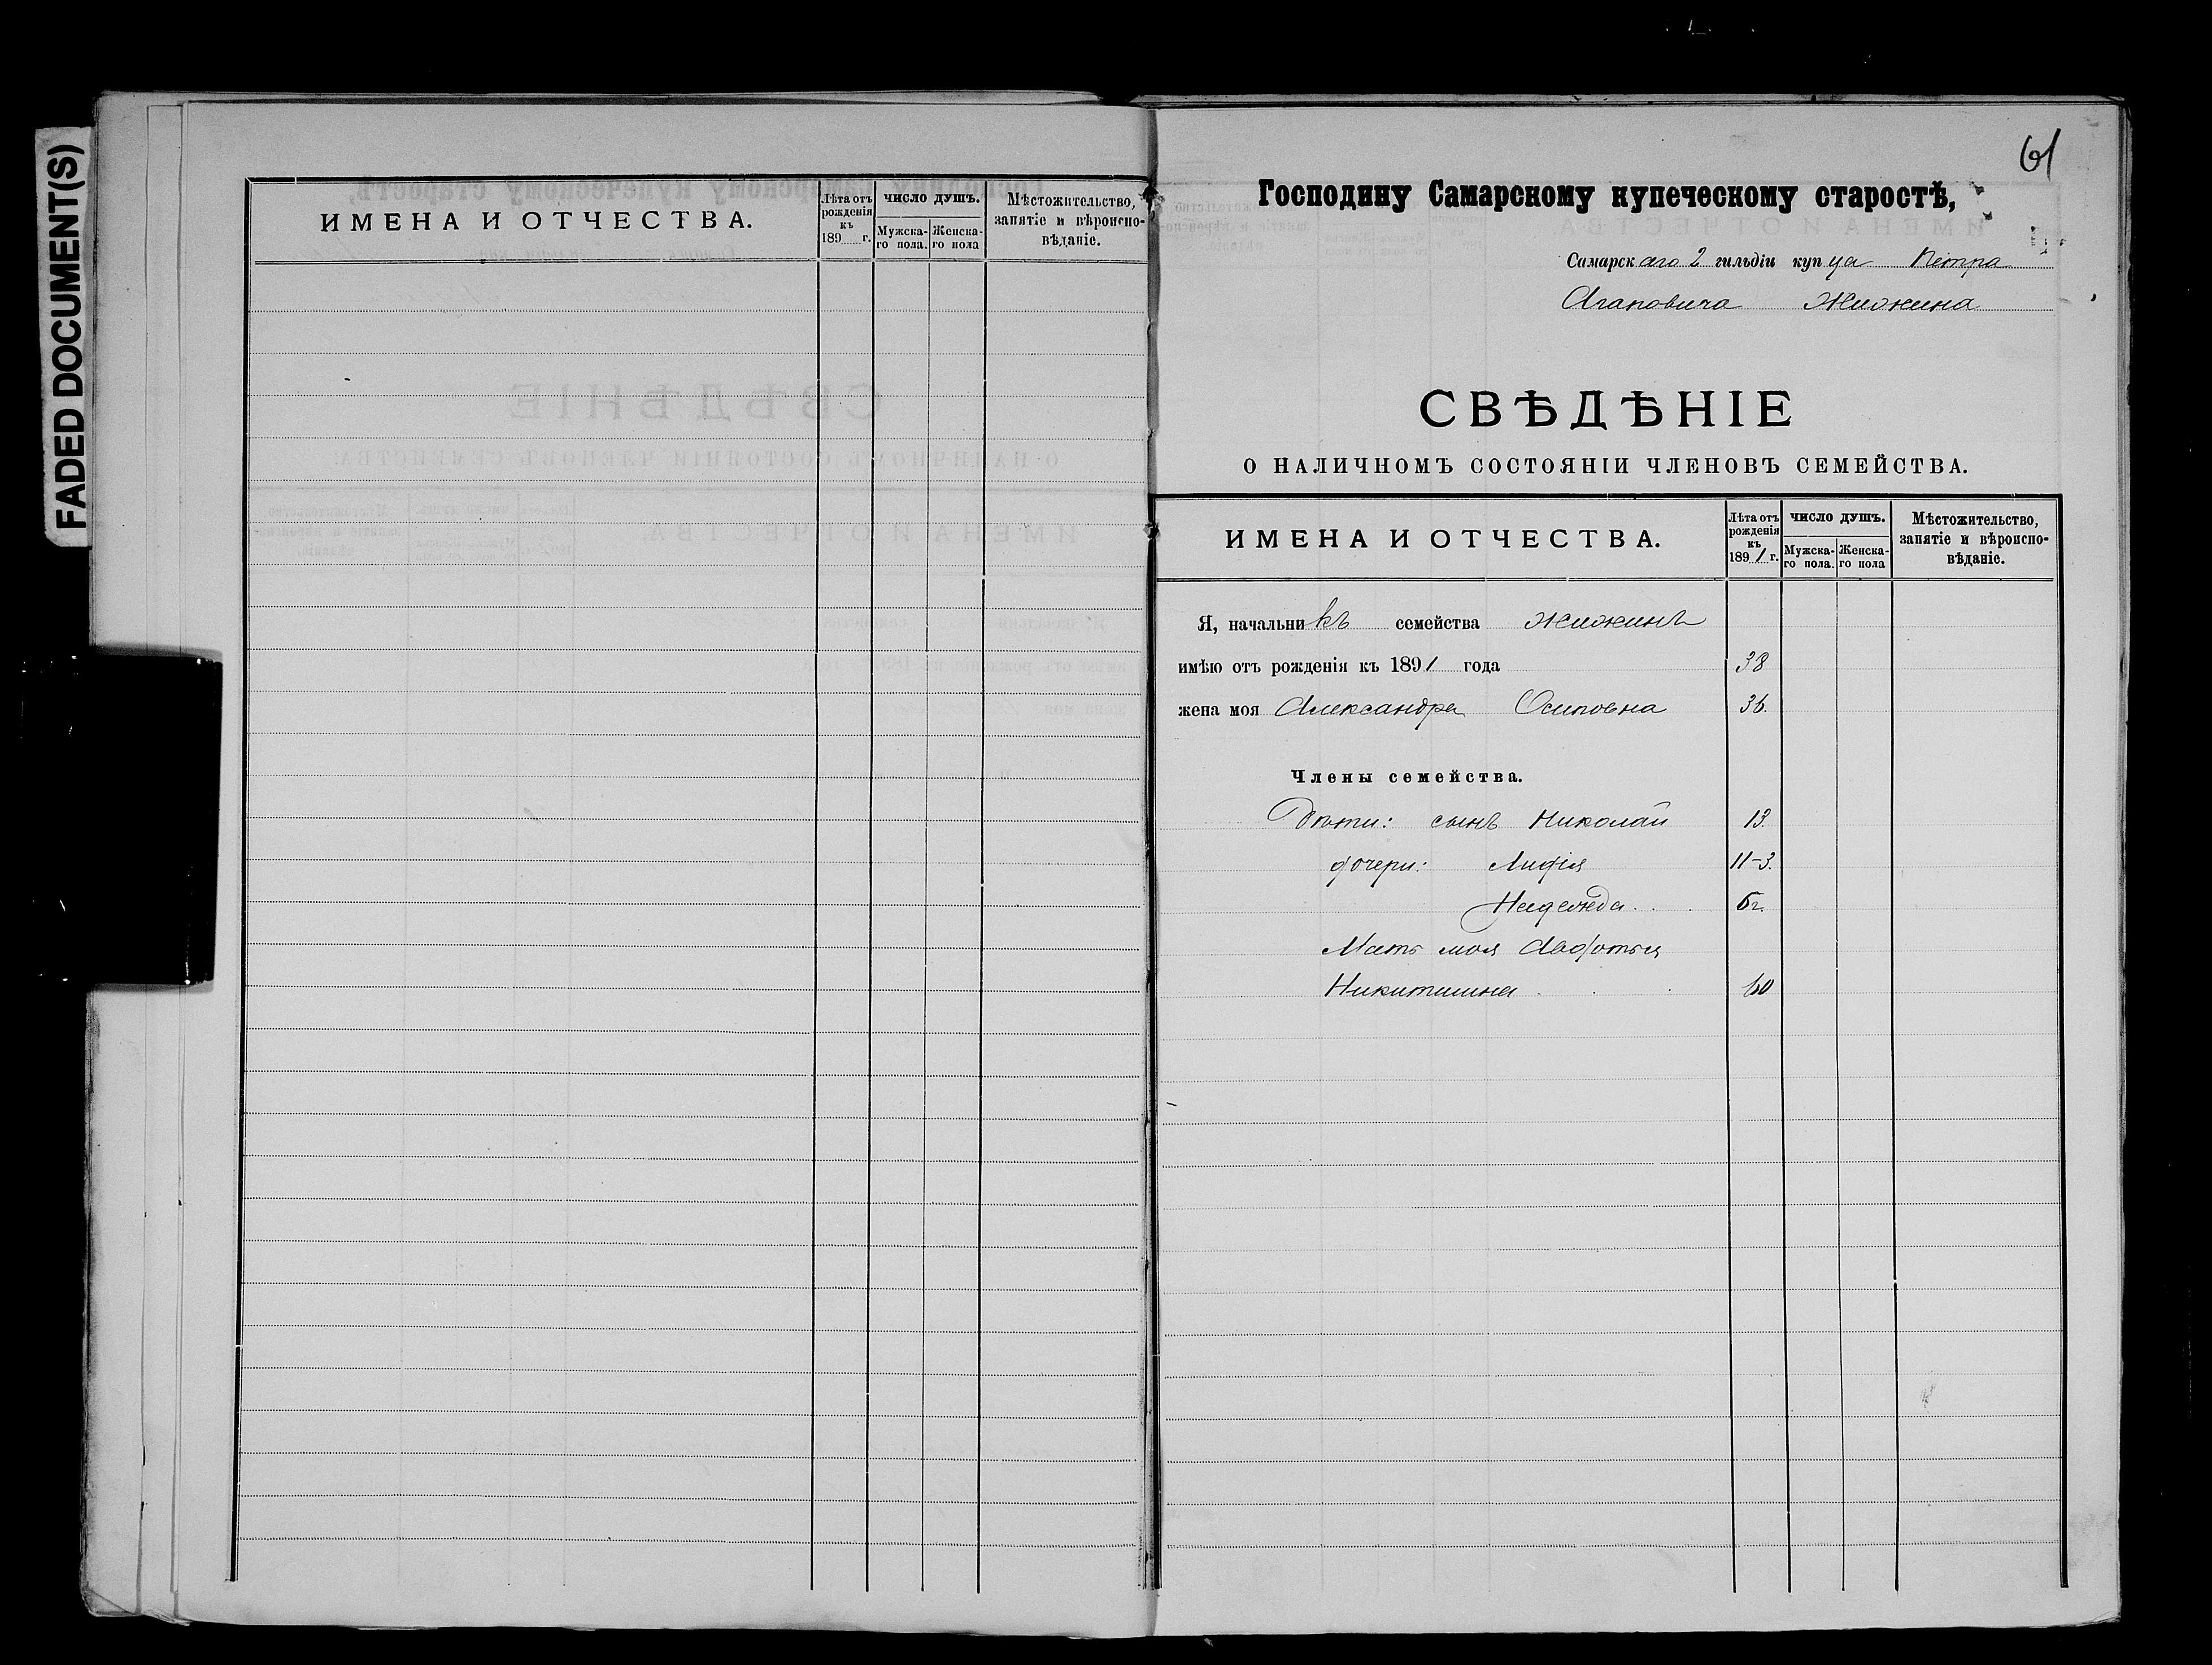 FADED DOCUMENT(S)
ИМЕНА И ОТЧЕСТВА.
Лѣта отъ рожденія къ 189 г.
ЧИСЛО ДУШЪ.
Мужска-го пола.
Женска-го пола
Мѣстожительство, занятіе и вѣроиспо-вѣданіе.
61
Господину Самарскому купеческому старостѣ,
Самарскаго 2 гильдіи купца Петра
Агаповича Жижина
СВѢДѢНІЕ
О НАЛИЧНОМЪ СОСТОЯНІИ ЧЛЕНОВЪ СЕМЕЙСТВА.
ИМЕНА И ОТЧЕСТВА.
Лѣта отъ рожденія къ 1891 г.
ЧИСЛО ДУШЪ.
Мужска-го пола.
Женска-го пола
Мѣстожительство, занятіе и вѣроиспо-вѣданіе.
Я, начальникъ семейства Жижинъ
имѣю отъ рожденія къ 1891 года 38
жена моя Александра Осиповна 36.
Члены семейства.
Дѣти: сынъ Николай 13.
дочери: Лидія 11-3.
Надежда 6г.
Мать моя Авдотья
Никитишна 60